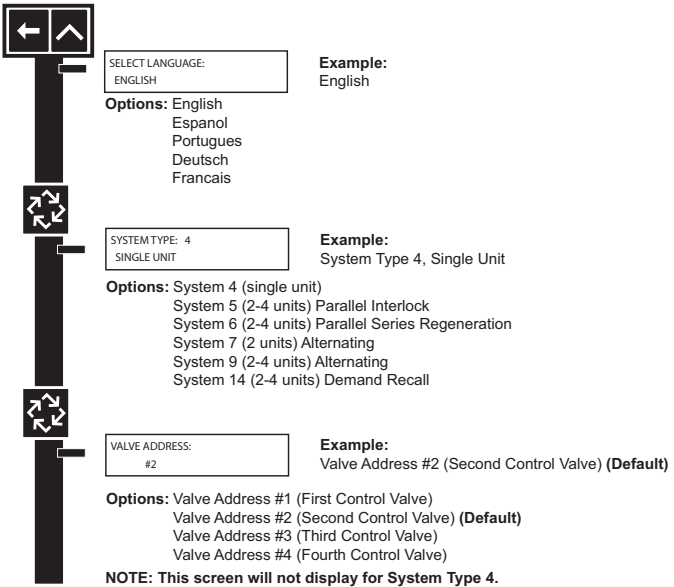 SELECT LANGUAGE:
ENGLISH
Example:
English
Options: English
Espanol
Portugues
Deutsch
Francais
SYSTEM TYPE: 4
SINGLE UNIT
Example:
System Type 4, Single Unit
Options: System 4 (single unit)
System 5 (2-4 units) Parallel Interlock
System 6 (2-4 units) Parallel Series Regeneration
System 7 (2 units) Alternating
System 9 (2-4 units) Alternating
System 14 (2-4 units) Demand Recall
VALVE ADDRESS:
#2
Example:
Valve Address #2 (Second Control Valve) (Default)
Options: Valve Address #1 (First Control Valve)
Valve Address #2 (Second Control Valve) (Default)
Valve Address #3 (Third Control Valve)
Valve Address #4 (Fourth Control Valve)
NOTE: This screen will not display for System Type 4.